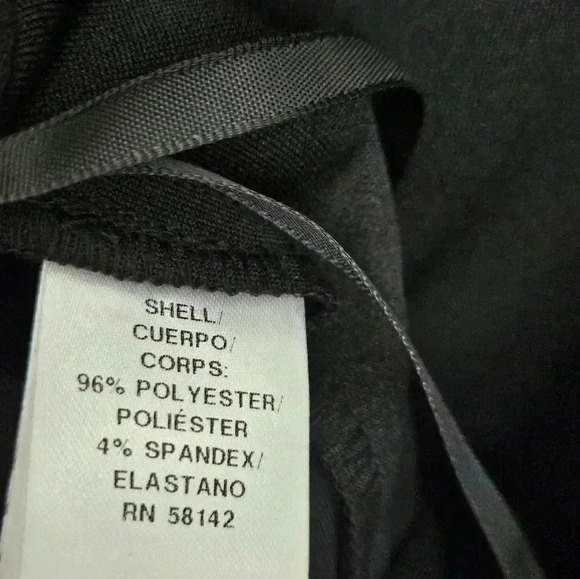 SHELL/
CUERPO/
CORPS:
96% POLYESTER/
POLIÉSTER
4% SPANDEX/
ELASTANO
RN 58142